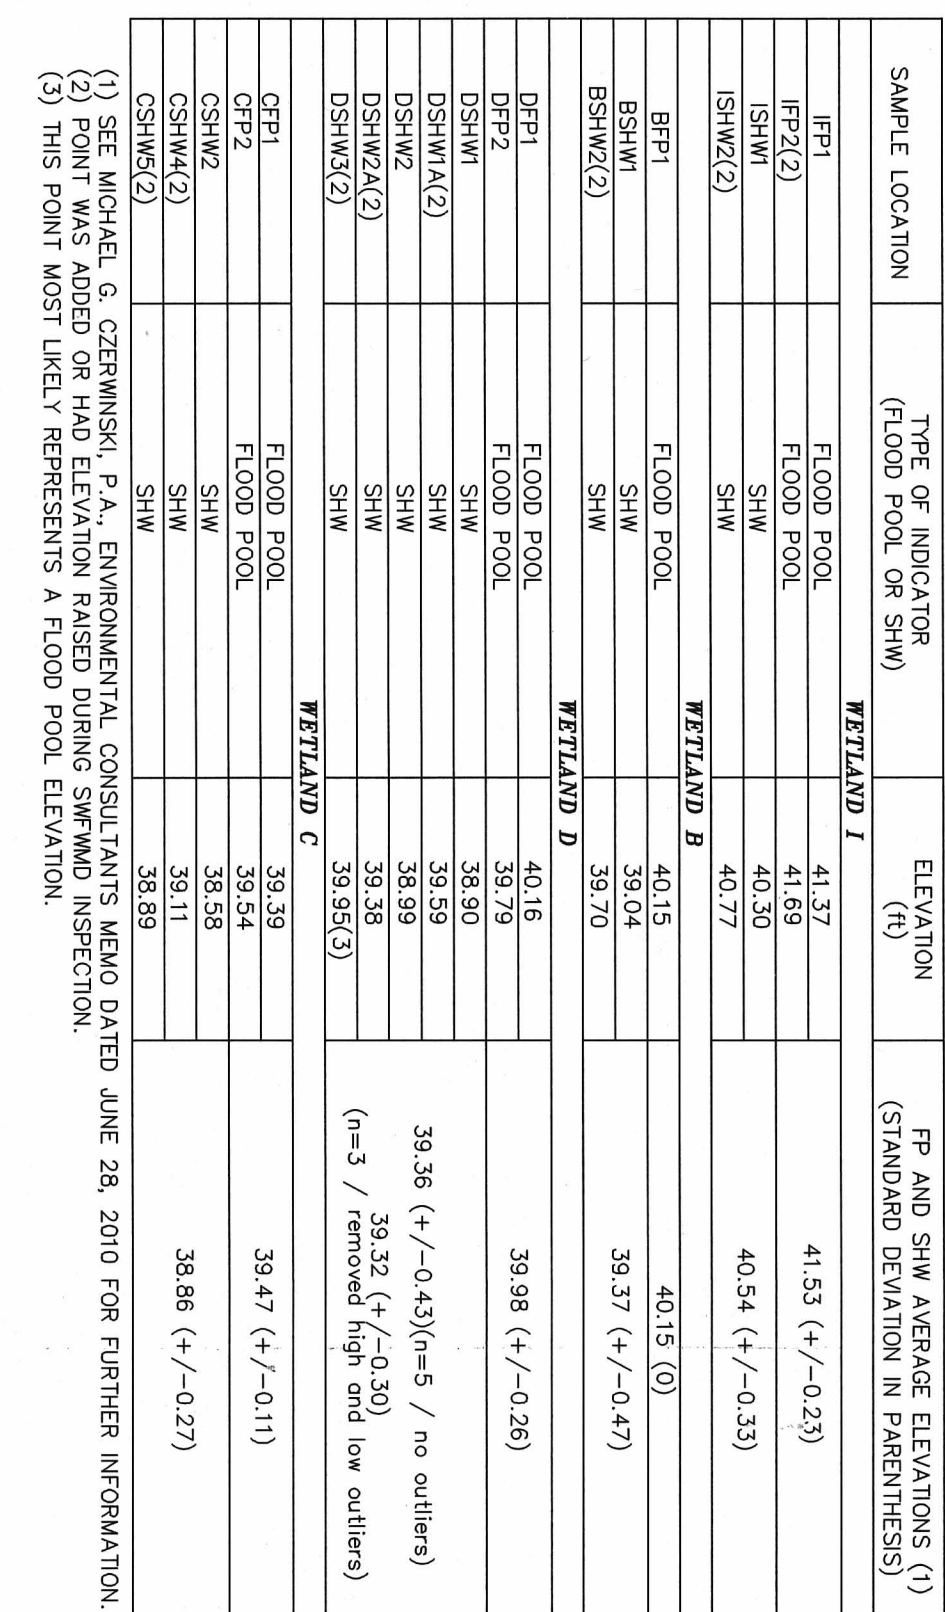 SAMPLE LOCATION
TYPE OF INDICATOR
(FLOOD POOL OR SHW)
ELEVATION
(ft)
FP AND SHW AVERAGE ELEVATIONS (1)
(STANDARD DEVIATION IN PARENTHESIS)
WETLAND I
IFP1 FLOOD POOL 41.37
IFP2(2) FLOOD POOL 41.69
41.53 (+/-0.23)
ISHW1 SHW 40.30
ISHW2(2) SHW 40.77
40.54 (+/-0.33)
WETLAND B
BFP1 FLOOD POOL 40.15 40.15 (0)
BSHW1 SHW 39.04
BSHW2(2) SHW 39.70
39.37 (+/-0.47)
WETLAND D
DFP1 FLOOD POOL 40.16
DFP2 FLOOD POOL 39.79
39.98 (+/-0.26)
DSHW1 SHW 38.90
DSHW1A(2) SHW 39.59
DSHW2 SHW 38.99
DSHW2A(2) SHW 39.38
DSHW3(2) SHW 39.95(3)
39.36 (+/-0.43)(n=5 / no outliers)
39.32 (+/-0.30)
(n=3 / removed high and low outliers)
WETLAND C
CFP1 FLOOD POOL 39.39
CFP2 FLOOD POOL 39.54
39.47 (+/-0.11)
CSHW2 SHW 38.58
CSHW4(2) SHW 39.11
CSHW5(2) SHW 38.89
38.86 (+/-0.27)
(1) SEE MICHAEL G. CZERWINSKI, P.A., ENVIRONMENTAL CONSULTANTS MEMO DATED JUNE 28, 2010 FOR FURTHER INFORMATION.
(2) POINT WAS ADDED OR HAD ELEVATION RAISED DURING SWFWMD INSPECTION.
(3) THIS POINT MOST LIKELY REPRESENTS A FLOOD POOL ELEVATION.